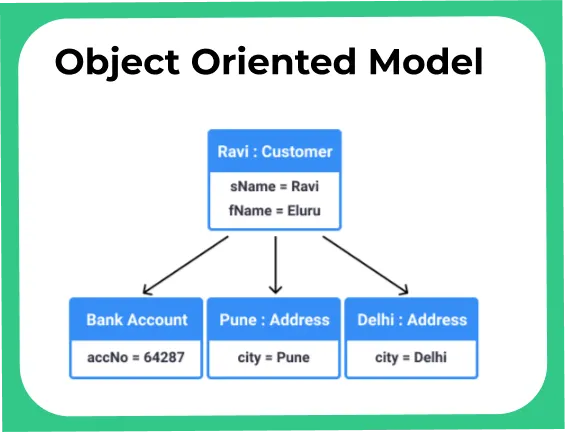 Object Oriented Model
Ravi : Customer
sName = Ravi
fName = Eluru
Bank Account
accNo = 64287
Pune : Address
city = Pune
Delhi : Address
city = Delhi